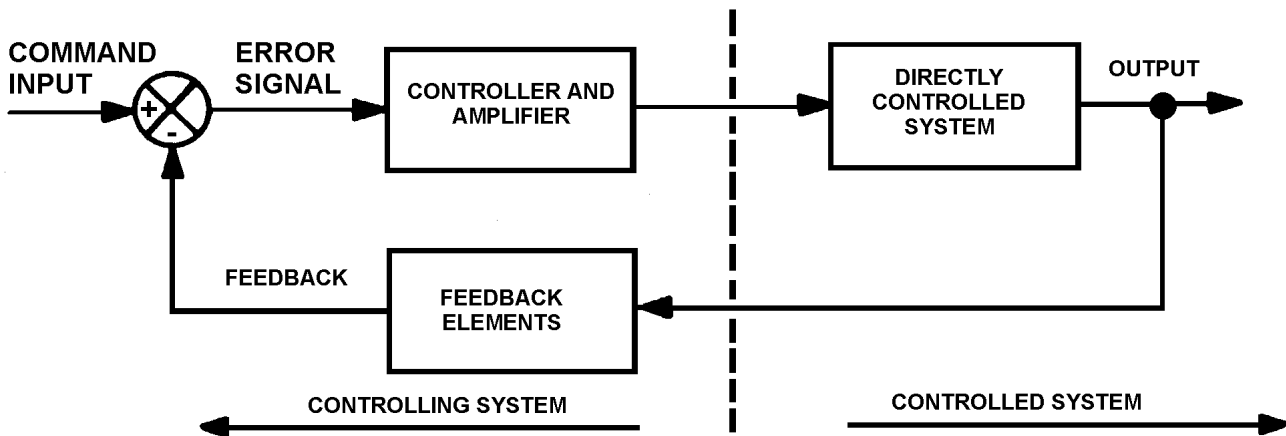 COMMAND
INPUT
ERROR
SIGNAL
+
-
CONTROLLER AND
AMPLIFIER
DIRECTLY
CONTROLLED
SYSTEM
OUTPUT
FEEDBACK
FEEDBACK
ELEMENTS
CONTROLLING SYSTEM
CONTROLLED SYSTEM